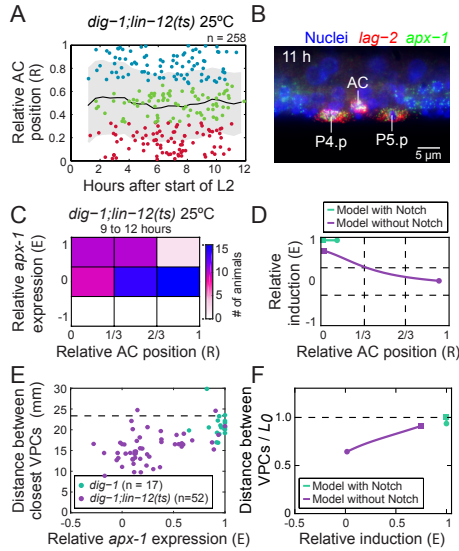 A
dig-1;lin-12(ts) 25ºC
n = 258
Relative AC
position (R)
1
0.8
0.6
0.4
0.2
0
0 2 4 6 8 10 12
Hours after start of L2
B
Nuclei lag-2 apx-1
11 h
AC
P4.p
P5.p
5 µm
C
dig-1;lin-12(ts) 25ºC
9 to 12 hours
Relative apx-1
expression (E)
1
0
-1
0 1/3 2/3 1
Relative AC position (R)
15
10
5
0
# of animals
D
Model with Notch
Model without Notch
Relative
induction (E)
1
0
-1
0 1/3 2/3 1
Relative AC position (R)
E
Distance between
closest VPCs (mm)
30
25
20
15
10
5
0
dig-1 (n = 17)
dig-1;lin-12(ts) (n=52)
-0.5 0 0.5 1
Relative apx-1 expression (E)
F
Distance between
VPCs / L0
1.0
0.5
0
Model with Notch
Model without Notch
-0.5 0 0.5 1
Relative induction (E)